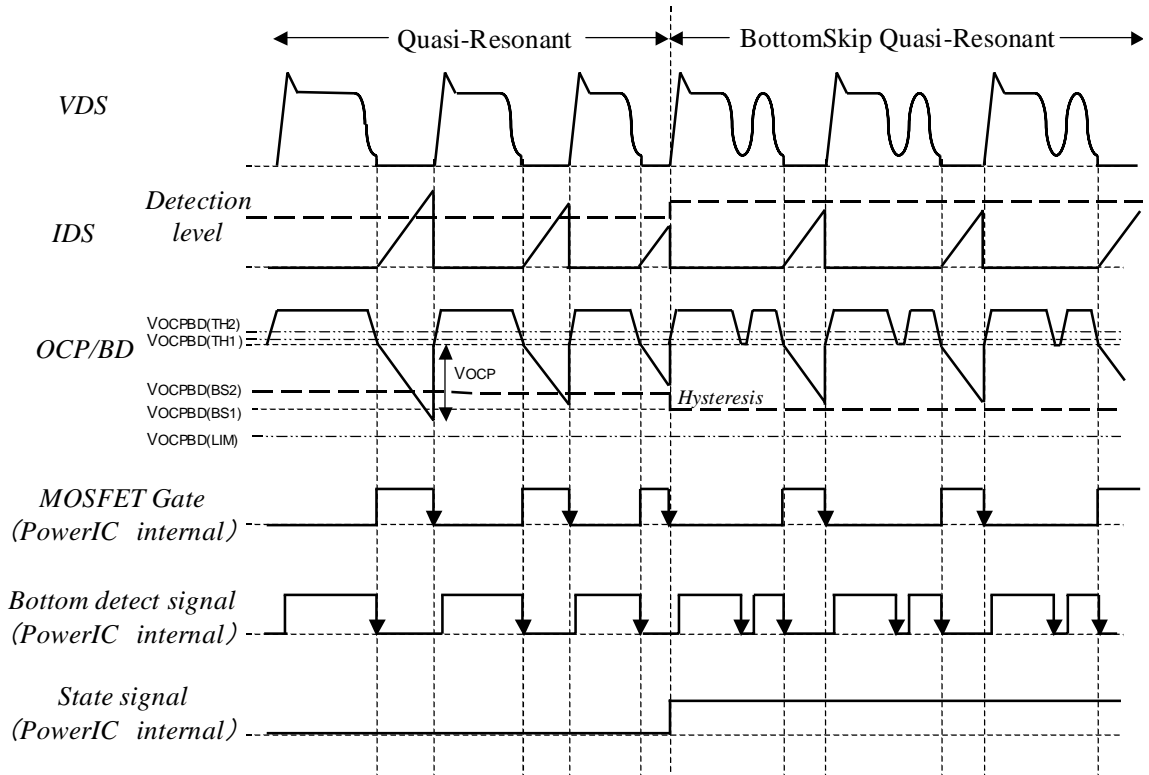 Quasi-Resonant
BottomSkip Quasi-Resonant
VDS
Detection
level
IDS
VOCPBD(TH2)
VOCPBD(TH1)
OCP/BD
VOCP
VOCPBD(BS2)
Hysteresis
VOCPBD(BS1)
VOCPBD(LIM)
MOSFET Gate
（PowerIC internal）
Bottom detect signal
（PowerIC internal）
State signal
（PowerIC internal）